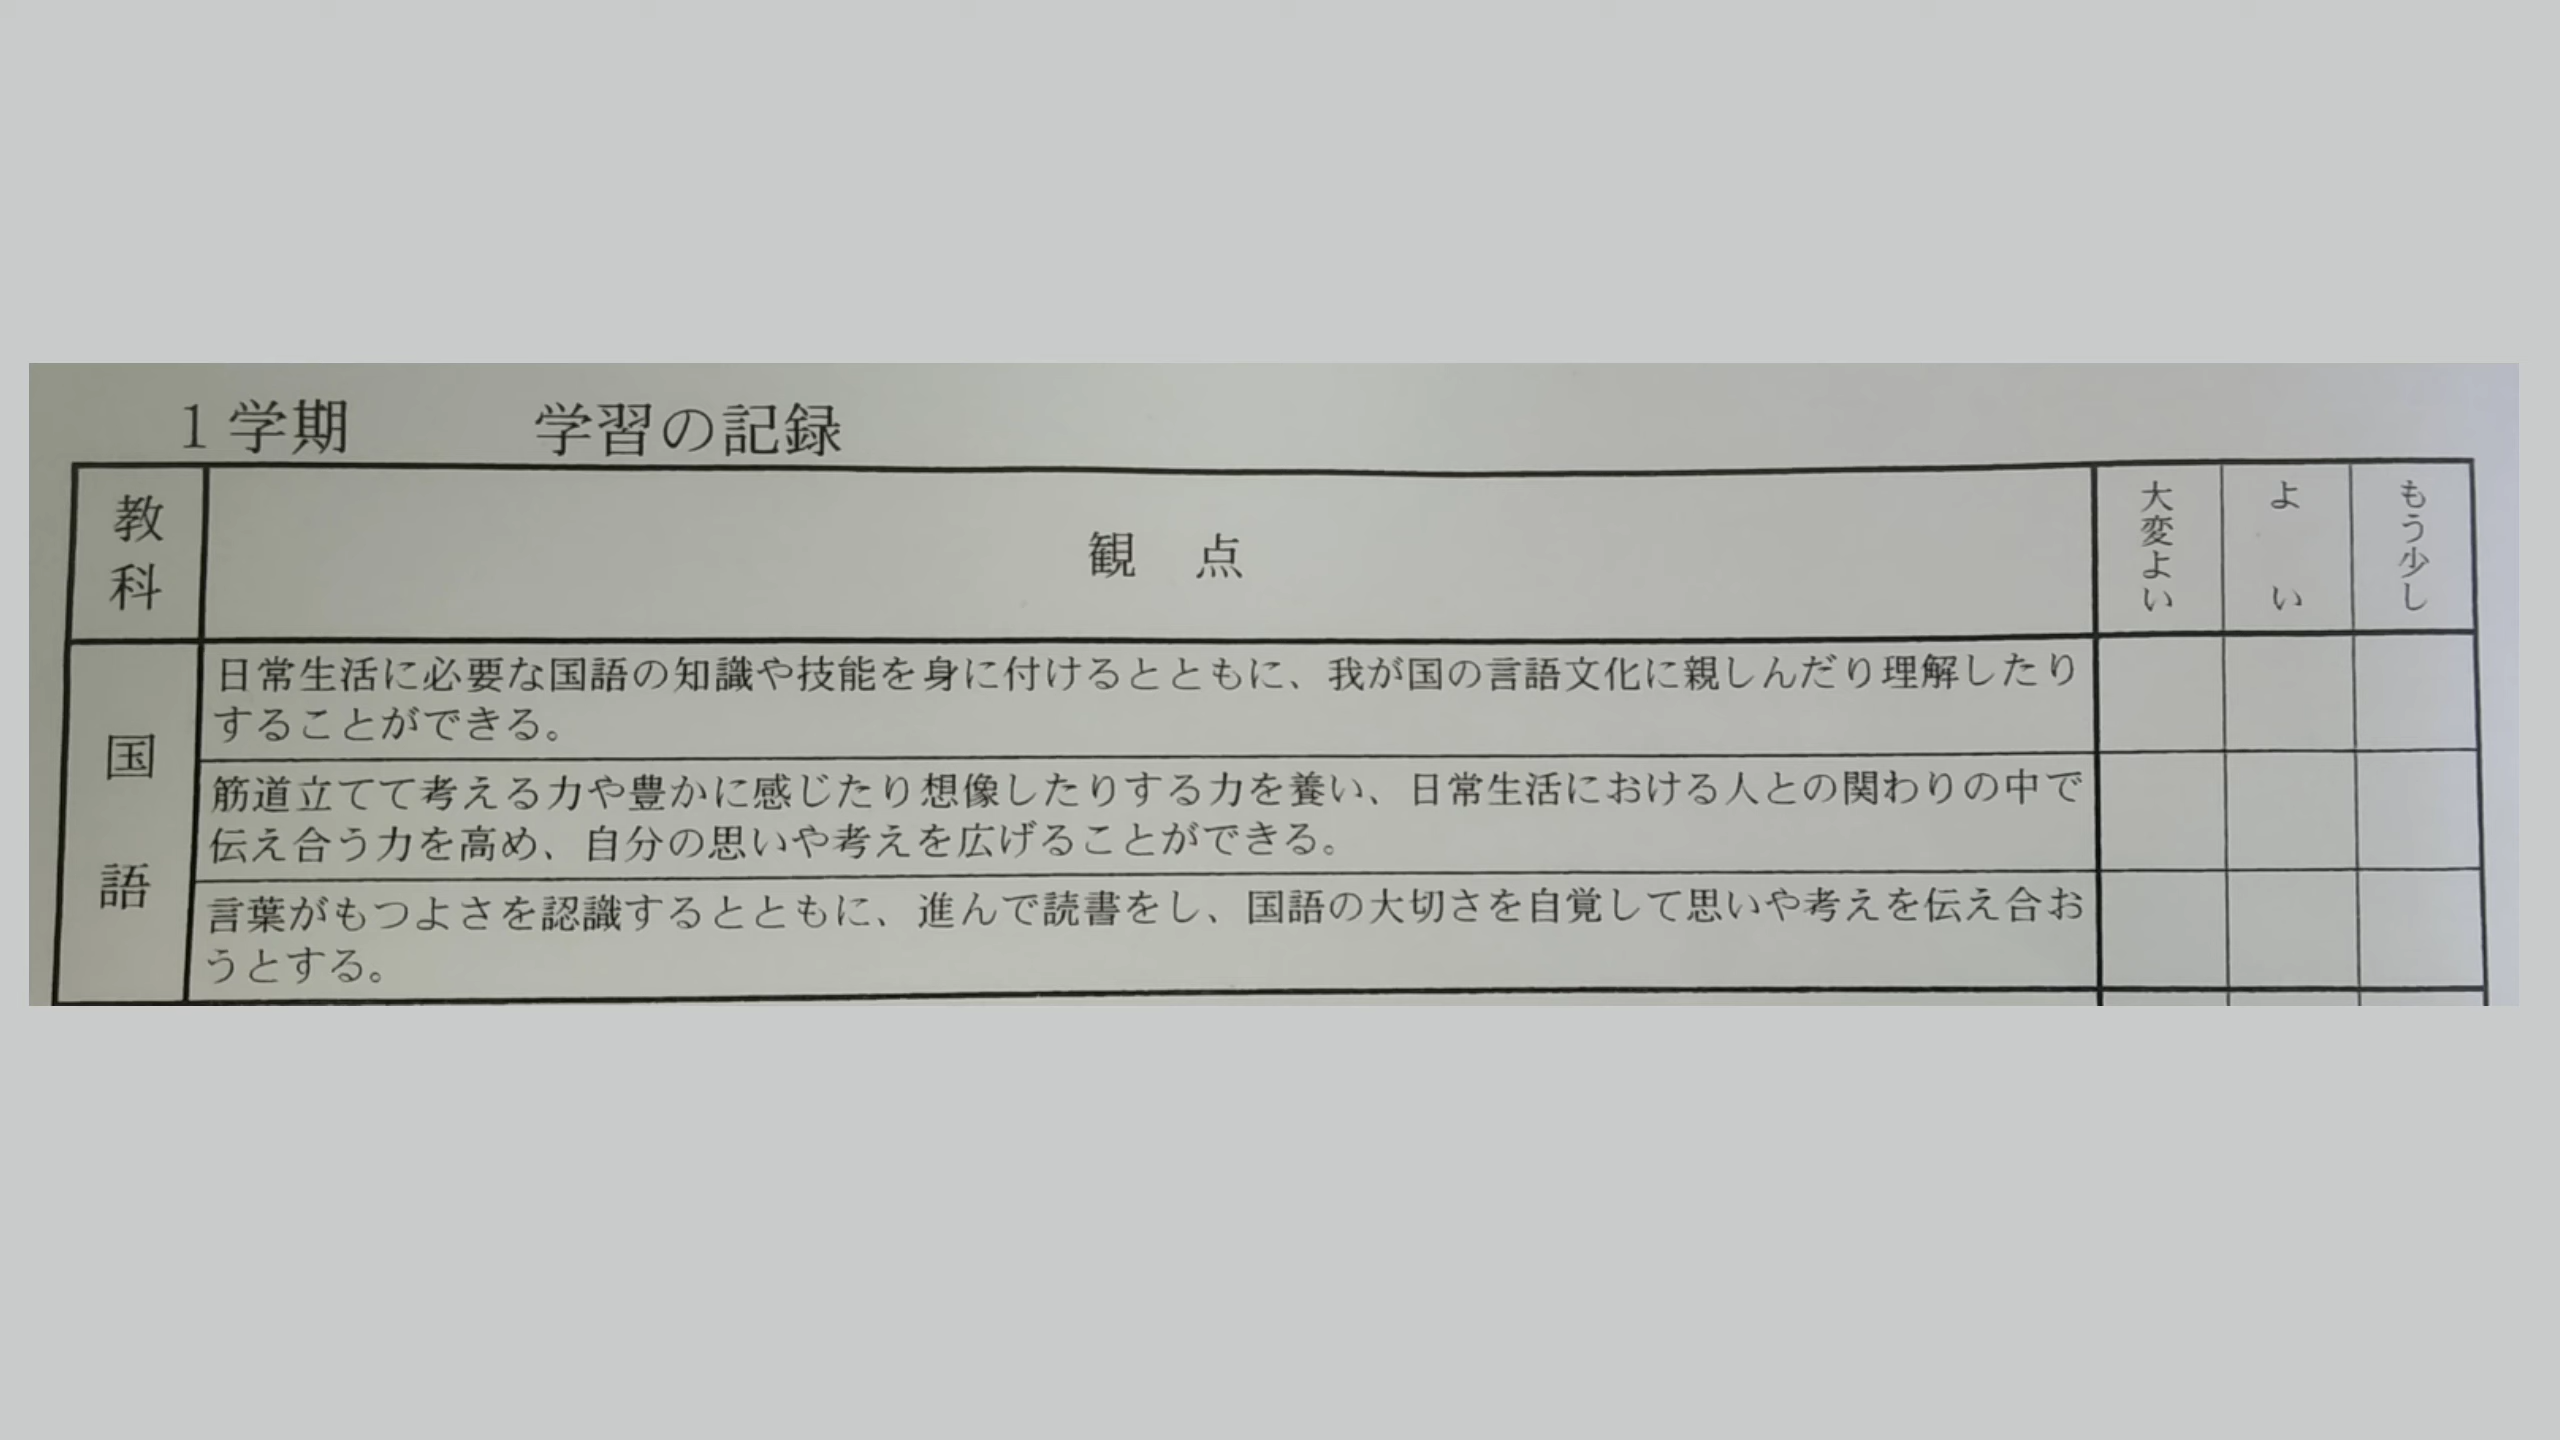 1学期 学習の記録
教科 観点 大変よい よい もう少し
国語
日常生活に必要な国語の知識や技能を身に付けるとともに、我が国の言語文化に親しんだり理解したり
することができる。
筋道立てて考える力や豊かに感じたり想像したりする力を養い、日常生活における人との関わりの中で
伝え合う力を高め、自分の思いや考えを広げることができる。
言葉がもつよさを認識するとともに、進んで読書をし、国語の大切さを自覚して思いや考えを伝え合お
うとする。